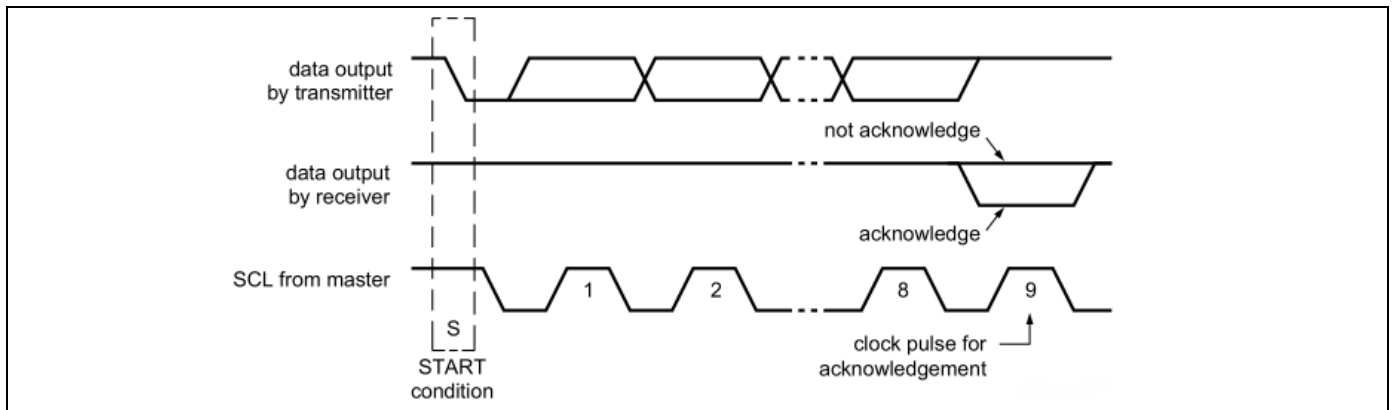 data output
by transmitter
not acknowledge
data output
by receiver
acknowledge
SCL from master
1
2
8
9
S
START
condition
clock pulse for
acknowledgement